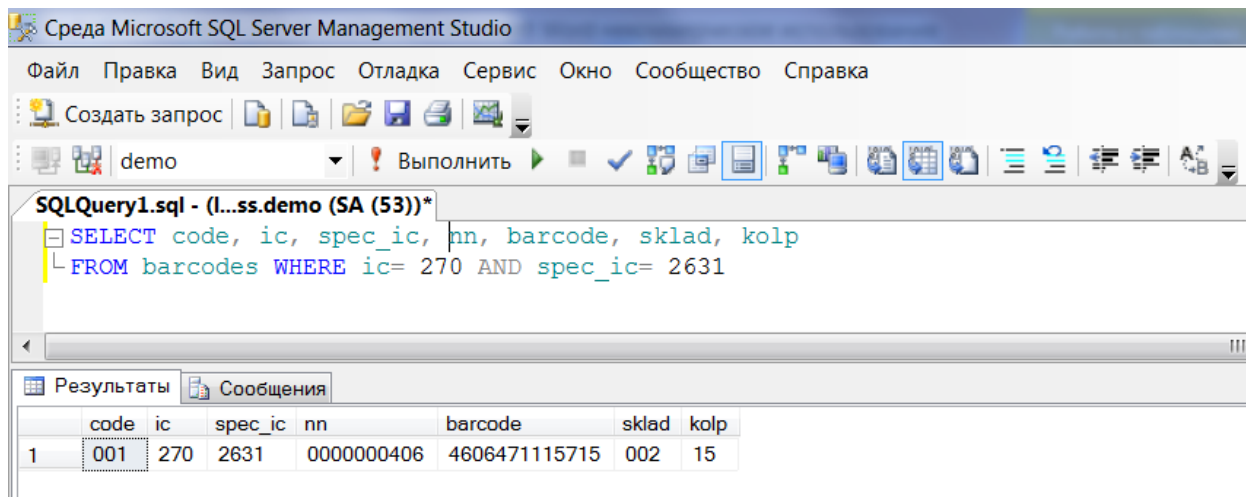 Среда Microsoft SQL Server Management Studio
Файл Правка Вид Запрос Отладка Сервис Окно Сообщество Справка
Создать запрос
demo Выполнить
SQLQuery1.sql - (l...ss.demo (SA (53))*
SELECT code, ic, spec_ic, nn, barcode, sklad, kolp
FROM barcodes WHERE ic= 270 AND spec_ic= 2631
Результаты Сообщения
code ic spec_ic nn barcode sklad kolp
1 001 270 2631 0000000406 4606471115715 002 15